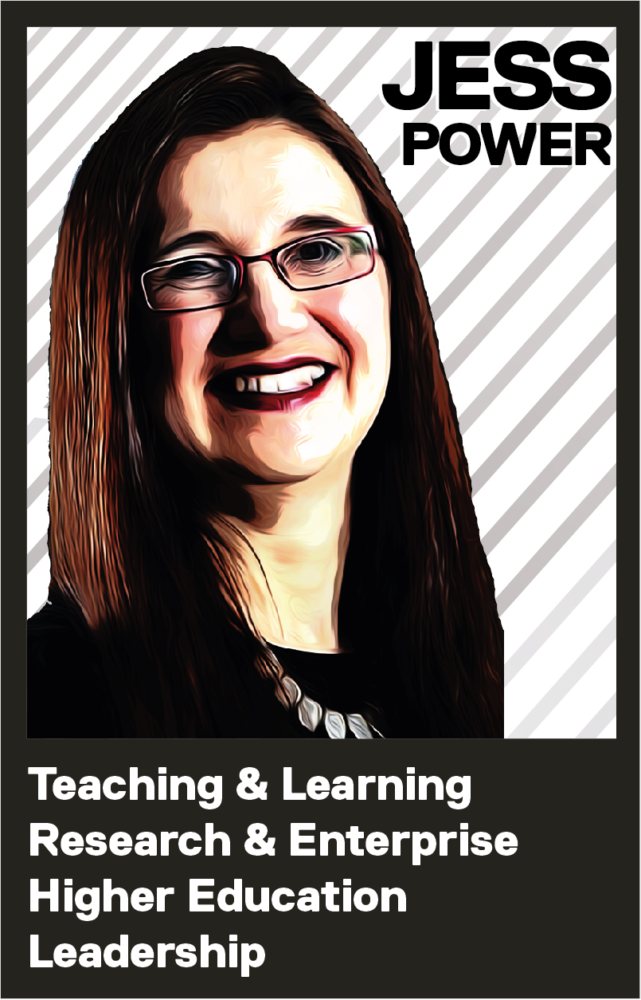 JESS
POWER
Teaching & Learning
Research & Enterprise
Higher Education
Leadership